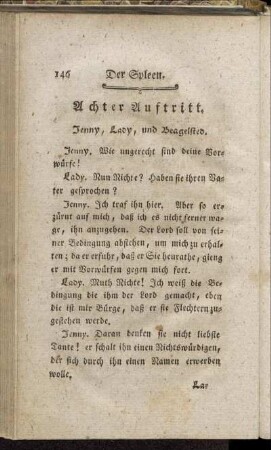 146 Der Spleen.
Achter Auftritt.
Jenny, Lady, und Beagelsted.
Jenny. Wie ungerecht sind deine Vor-
würfe!
Lady. Nun Nichte? Haben sie ihren Va-
ter gesprochen?
Jenny. Ich traf ihn hier. Aber so er-
zürnt auf mich, daß ich es nicht ferner wa-
ge, ihn anzugehen. Der Lord soll von sei-
ner Bedingung abstehen, um mich zu erhal-
ten; da er erfuhr, daß er Sie heurathe, gieng
er mit Vorwürfen gegen mich fort.
Lady. Muth Nichte! Ich weiß die Be-
dingung die ihm der Lord gemacht, eben
die ist mir Bürge, daß er sie Flechtern zu-
gestehen werde.
Jenny. Daran denken sie nicht liebste
Tante! er schalt ihn einen Nichtswürdigen,
der sich durch ihn einen Namen erwerben
wolle.
La-